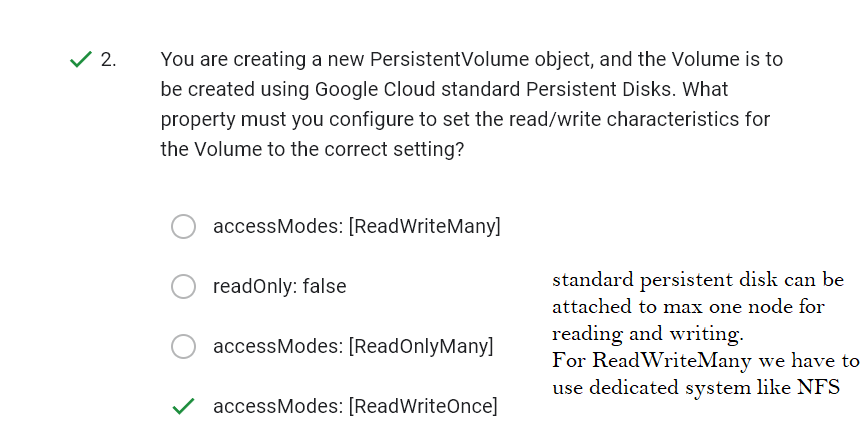 2. You are creating a new PersistentVolume object, and the Volume is to
be created using Google Cloud standard Persistent Disks. What
property must you configure to set the read/write characteristics for
the Volume to the correct setting?
accessModes: [ReadWriteMany]
readOnly: false
accessModes: [ReadOnlyMany]
accessModes: [ReadWriteOnce]
standard persistent disk can be
attached to max one node for
reading and writing.
For ReadWriteMany we have to
use dedicated system like NFS